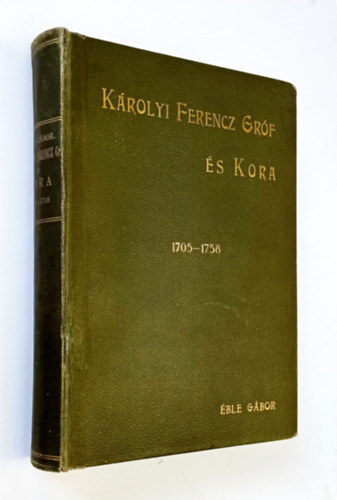 Károlyi Ferencz Gróf
és Kora
1705–1758
Éble Gábor